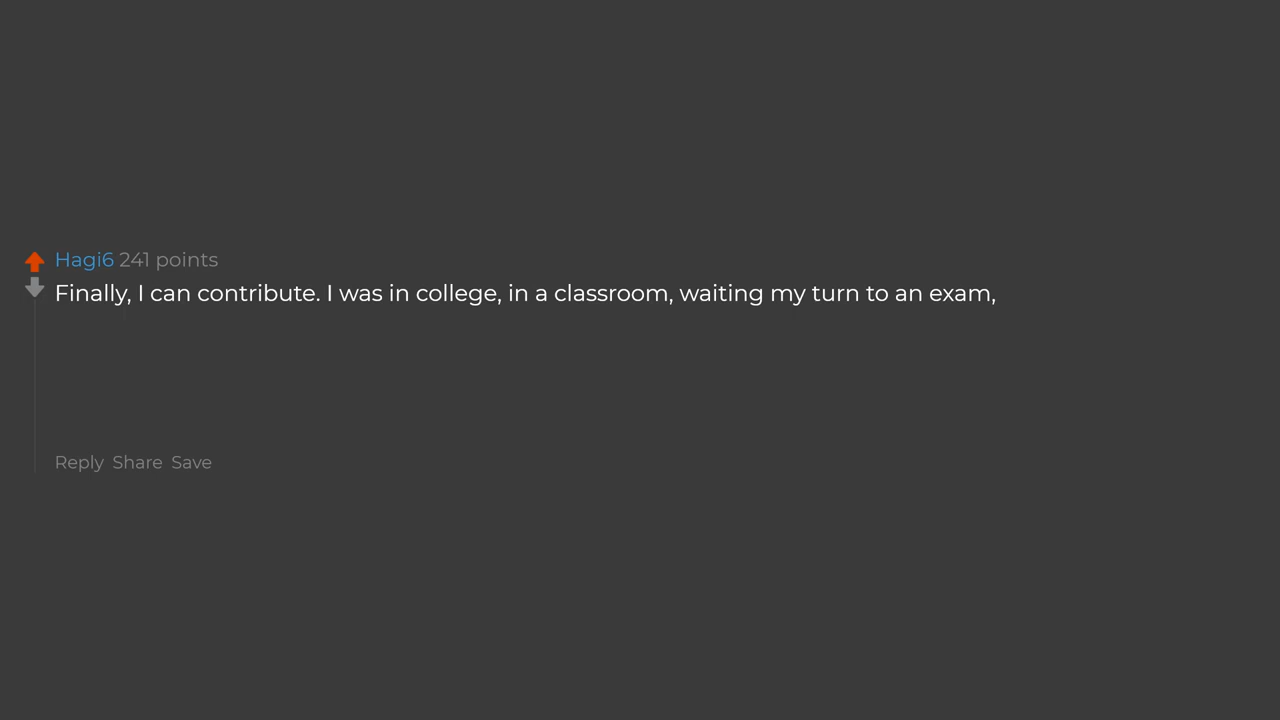 Hagi6 241 points
Finally, I can contribute. I was in college, in a classroom, waiting my turn to an exam,
Reply Share Save